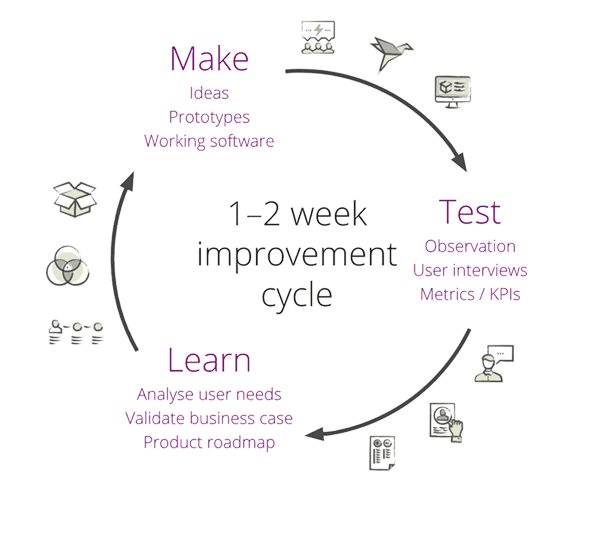 Make
Ideas
Prototypes
Working software
1–2 week
improvement
cycle
Test
Observation
User interviews
Metrics / KPIs
Learn
Analyse user needs
Validate business case
Product roadmap